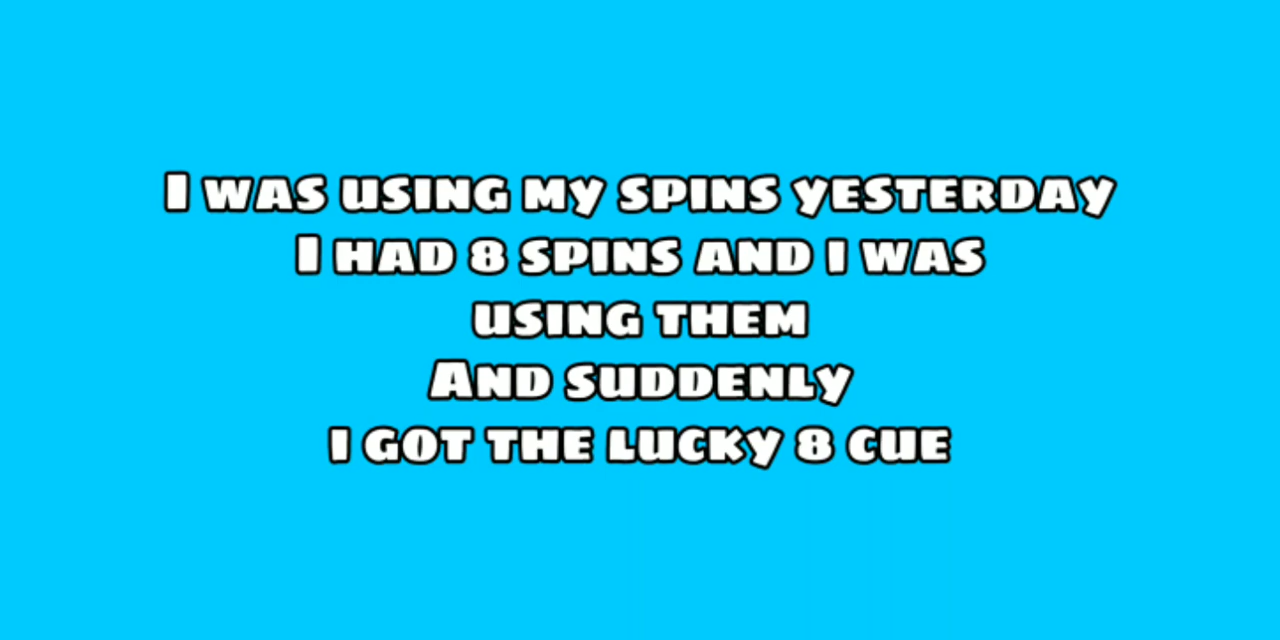 I was using my spins yesterday
I had 8 spins and i was
using them
And suddenly
i got the lucky 8 cue